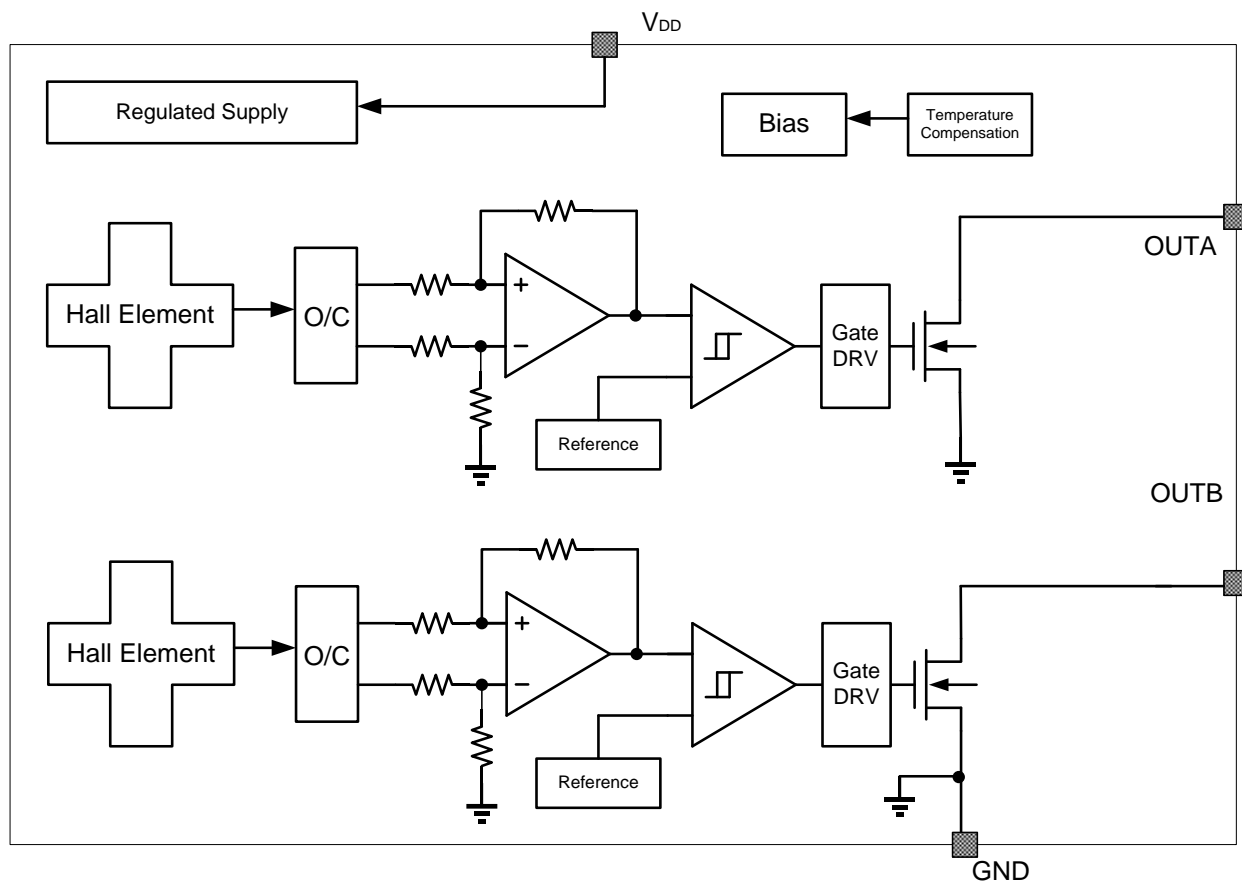 VDD
Regulated Supply
Bias
Temperature
Compensation
OUTA
Hall Element
O/C
+
−
Gate
DRV
Reference
OUTB
Hall Element
O/C
+
−
Gate
DRV
Reference
GND